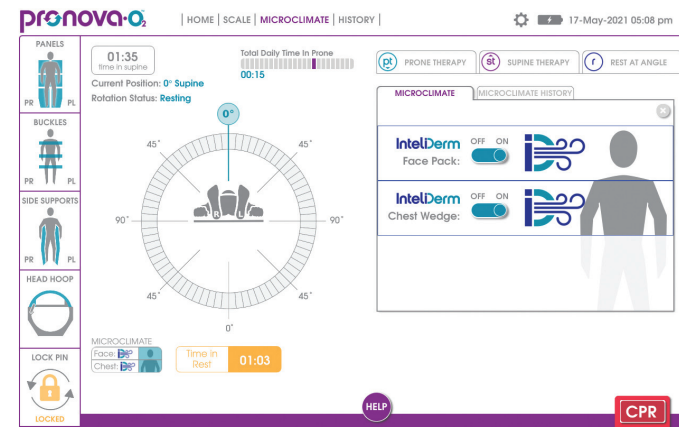 pronova·O2
| HOME | SCALE | MICROCLIMATE | HISTORY |
17-May-2021 05:08 pm
PANELS
PR PL
BUCKLES
PR PL
SIDE SUPPORTS
PR PL
HEAD HOOP
LOCK PIN
LOCKED
01:35
time in supine
Total Daily Time In Prone
00:15
Current Position: 0° Supine
Rotation Status: Resting
0°
45° 45°
90° 90°
R L
45° 45°
0°
MICROCLIMATE
Face:
Chest:
Time in
Rest
01:03
pt PRONE THERAPY
st SUPINE THERAPY
r REST AT ANGLE
MICROCLIMATE
MICROCLIMATE HISTORY
InteliDerm OFF ON
Face Pack:
InteliDerm OFF ON
Chest Wedge:
HELP
CPR